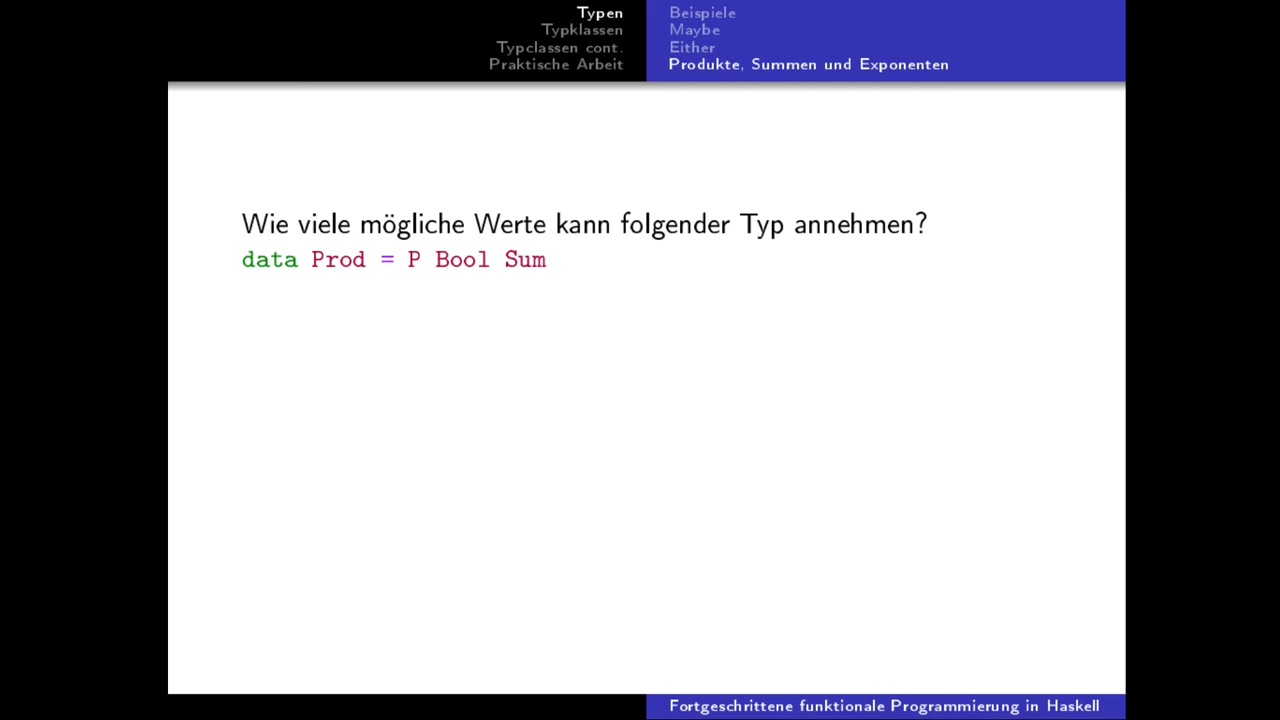 Typen
Typklassen
Typclassen cont.
Praktische Arbeit
Beispiele
Maybe
Either
Produkte, Summen und Exponenten
Wie viele mögliche Werte kann folgender Typ annehmen?
data Prod = P Bool Sum
Fortgeschrittene funktionale Programmierung in Haskell